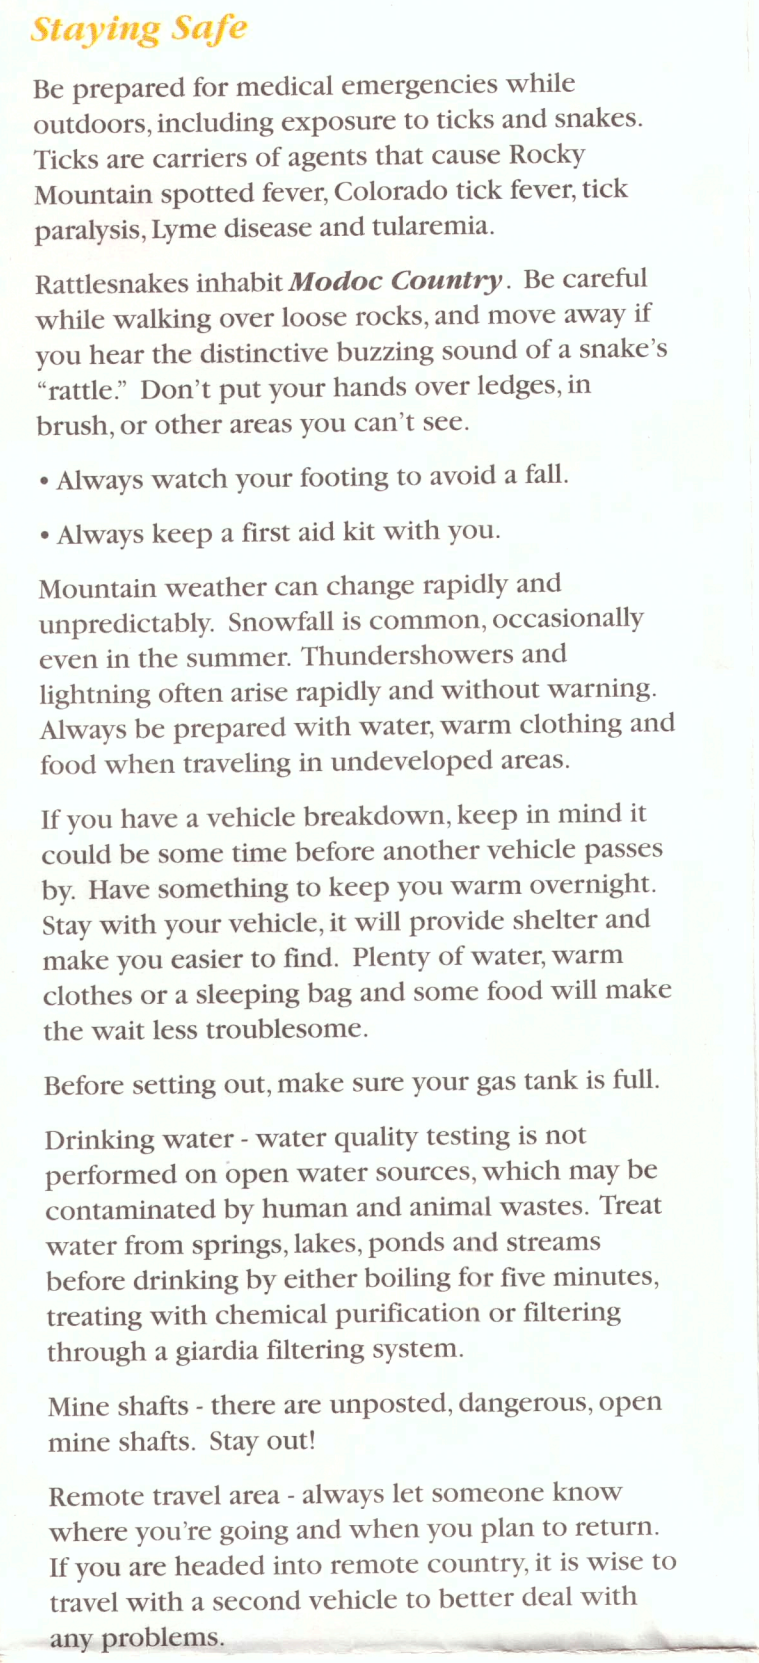 Staying Safe
Be prepared for medical emergencies while
outdoors, including exposure to ticks and snakes.
Ticks are carriers of agents that cause Rocky
Mountain spotted fever, Colorado tick fever, tick
paralysis, Lyme disease and tularemia.
Rattlesnakes inhabit Modoc Country. Be careful
while walking over loose rocks, and move away if
you hear the distinctive buzzing sound of a snake's
“rattle.” Don't put your hands over ledges, in
brush, or other areas you can't see.
• Always watch your footing to avoid a fall.
• Always keep a first aid kit with you.
Mountain weather can change rapidly and
unpredictably. Snowfall is common, occasionally
even in the summer. Thundershowers and
lightning often arise rapidly and without warning.
Always be prepared with water, warm clothing and
food when traveling in undeveloped areas.
If you have a vehicle breakdown, keep in mind it
could be some time before another vehicle passes
by. Have something to keep you warm overnight.
Stay with your vehicle, it will provide shelter and
make you easier to find. Plenty of water, warm
clothes or a sleeping bag and some food will make
the wait less troublesome.
Before setting out, make sure your gas tank is full.
Drinking water - water quality testing is not
performed on open water sources, which may be
contaminated by human and animal wastes. Treat
water from springs, lakes, ponds and streams
before drinking by either boiling for five minutes,
treating with chemical purification or filtering
through a giardia filtering system.
Mine shafts - there are unposted, dangerous, open
mine shafts. Stay out!
Remote travel area - always let someone know
where you're going and when you plan to return.
If you are headed into remote country, it is wise to
travel with a second vehicle to better deal with
any problems.